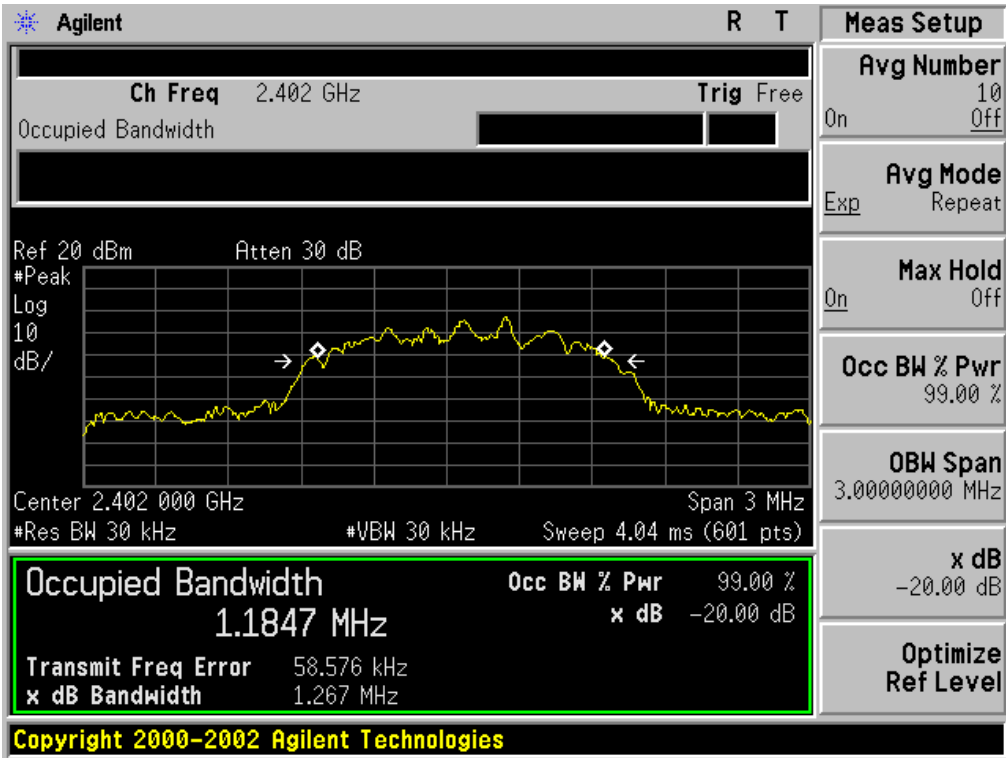 Agilent R T
Ch Freq 2.402 GHz Trig Free
Occupied Bandwidth
Ref 20 dBm Atten 30 dB
#Peak
Log
10
dB/
Center 2.402 000 GHz Span 3 MHz
#Res BW 30 kHz #VBW 30 kHz Sweep 4.04 ms (601 pts)
Occupied Bandwidth Occ BW % Pwr 99.00 %
1.1847 MHz x dB -20.00 dB
Transmit Freq Error 58.576 kHz
x dB Bandwidth 1.267 MHz
Copyright 2000-2002 Agilent Technologies
Meas Setup
Avg Number
10
On Off
Avg Mode
Exp Repeat
Max Hold
On Off
Occ BW % Pwr
99.00 %
OBW Span
3.00000000 MHz
x dB
-20.00 dB
Optimize
Ref Level